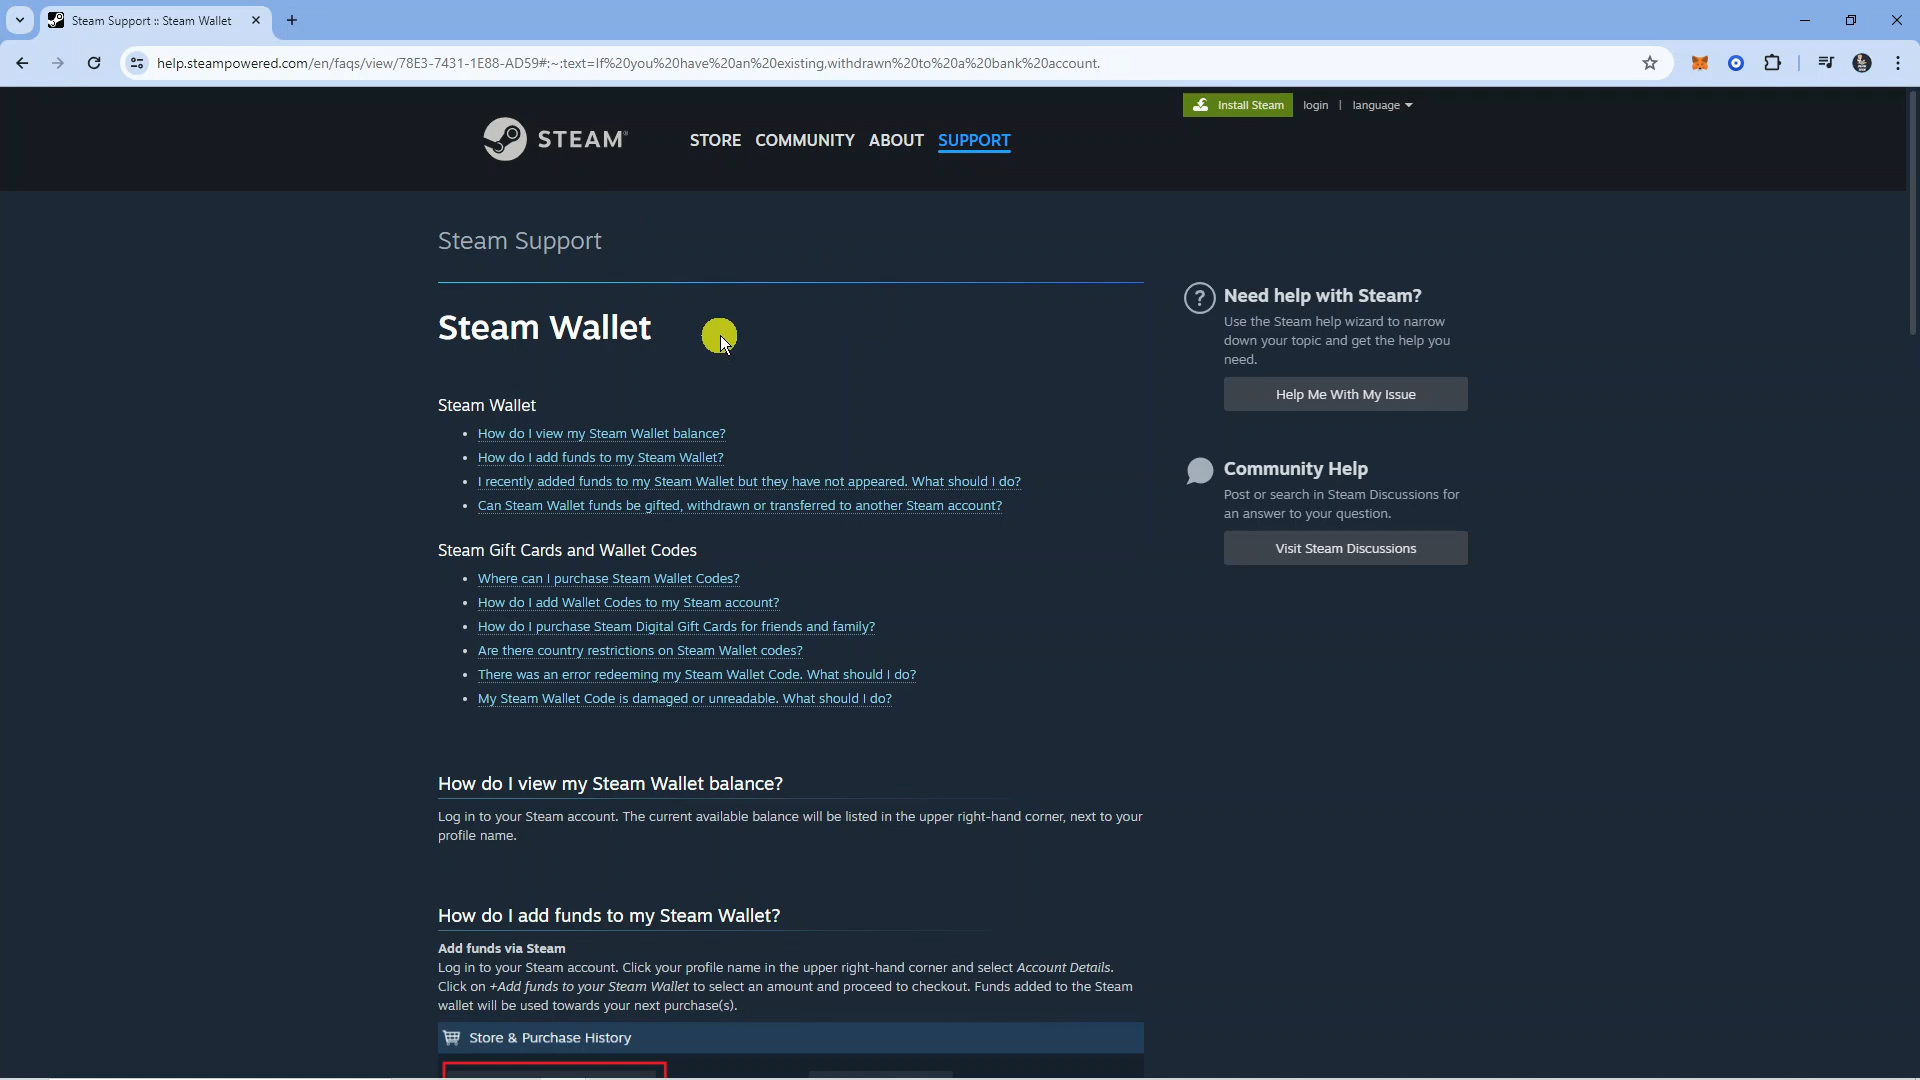 Steam Support :: Steam Wallet
help.steampowered.com/en/faqs/view/78E3-7431-1E88-AD59#:~:text=If%20you%20have%20an%20existing,withdrawn%20to%20a%20bank%20account.
Install Steam login | language
STEAM STORE COMMUNITY ABOUT SUPPORT
Steam Support
Steam Wallet
Steam Wallet
How do I view my Steam Wallet balance?
How do I add funds to my Steam Wallet?
I recently added funds to my Steam Wallet but they have not appeared. What should I do?
Can Steam Wallet funds be gifted, withdrawn or transferred to another Steam account?
Steam Gift Cards and Wallet Codes
Where can I purchase Steam Wallet Codes?
How do I add Wallet Codes to my Steam account?
How do I purchase Steam Digital Gift Cards for friends and family?
Are there country restrictions on Steam Wallet codes?
There was an error redeeming my Steam Wallet Code. What should I do?
My Steam Wallet Code is damaged or unreadable. What should I do?
How do I view my Steam Wallet balance?
Log in to your Steam account. The current available balance will be listed in the upper right-hand corner, next to your
profile name.
How do I add funds to my Steam Wallet?
Add funds via Steam
Log in to your Steam account. Click your profile name in the upper right-hand corner and select Account Details.
Click on +Add funds to your Steam Wallet to select an amount and proceed to checkout. Funds added to the Steam
wallet will be used towards your next purchase(s).
Store & Purchase History
? Need help with Steam?
Use the Steam help wizard to narrow
down your topic and get the help you
need.
Help Me With My Issue
Community Help
Post or search in Steam Discussions for
an answer to your question.
Visit Steam Discussions